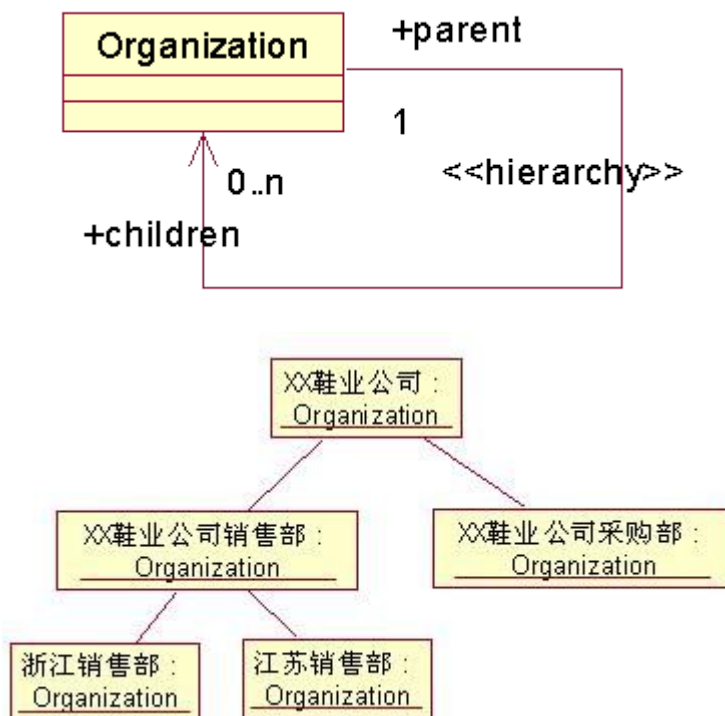 Organization
+parent
1
0..n
<<hierarchy>>
+children
XX鞋业公司：
Organization
XX鞋业公司销售部：
Organization
XX鞋业公司采购部：
Organization
浙江销售部：
Organization
江苏销售部：
Organization